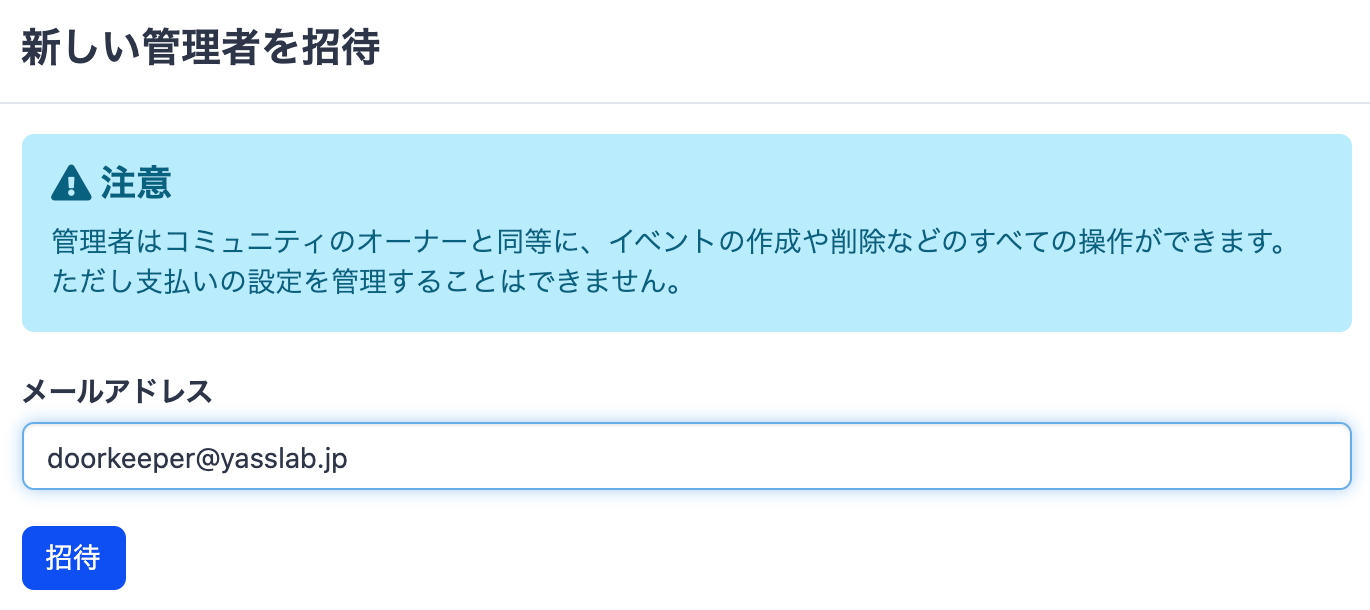 新しい管理者を招待
注意
管理者はコミュニティのオーナーと同等に、イベントの作成や削除などのすべての操作ができます。
ただし支払いの設定を管理することはできません。
メールアドレス
doorkeeper@yasslab.jp
招待